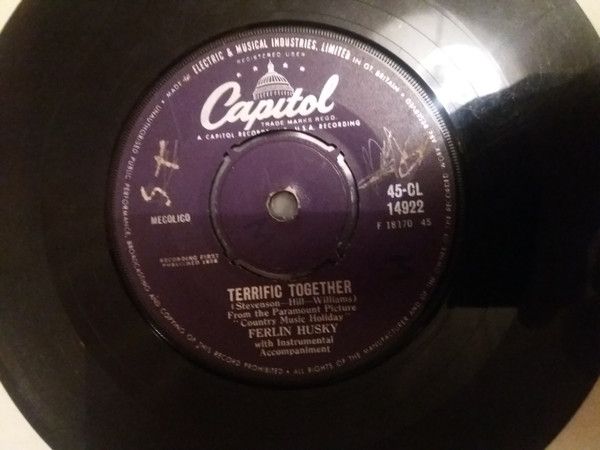 MADE BY ELECTRIC & MUSICAL INDUSTRIES, LIMITED IN GT. BRITAIN
REGISTERED USER
Capitol
TRADE MARKS REGD.
A CAPITOL RECORDS U.S.A. RECORDING
ST
45-CL
14922
MECOLICO
F 18170 45
RECORDING FIRST
PUBLISHED 1958
TERRIFIC TOGETHER
(Stevenson—Hill—Williams)
From the Paramount Picture
"Country Music Holiday"
FERLIN HUSKY
with Instrumental
Accompaniment
UNAUTHORISED PUBLIC PERFORMANCE, BROADCASTING AND COPYING OF THIS RECORD PROHIBITED • ALL RIGHTS OF THE MANUFACTURER AND OF THE OWNER OF THE RECORDED WORK RESERVED